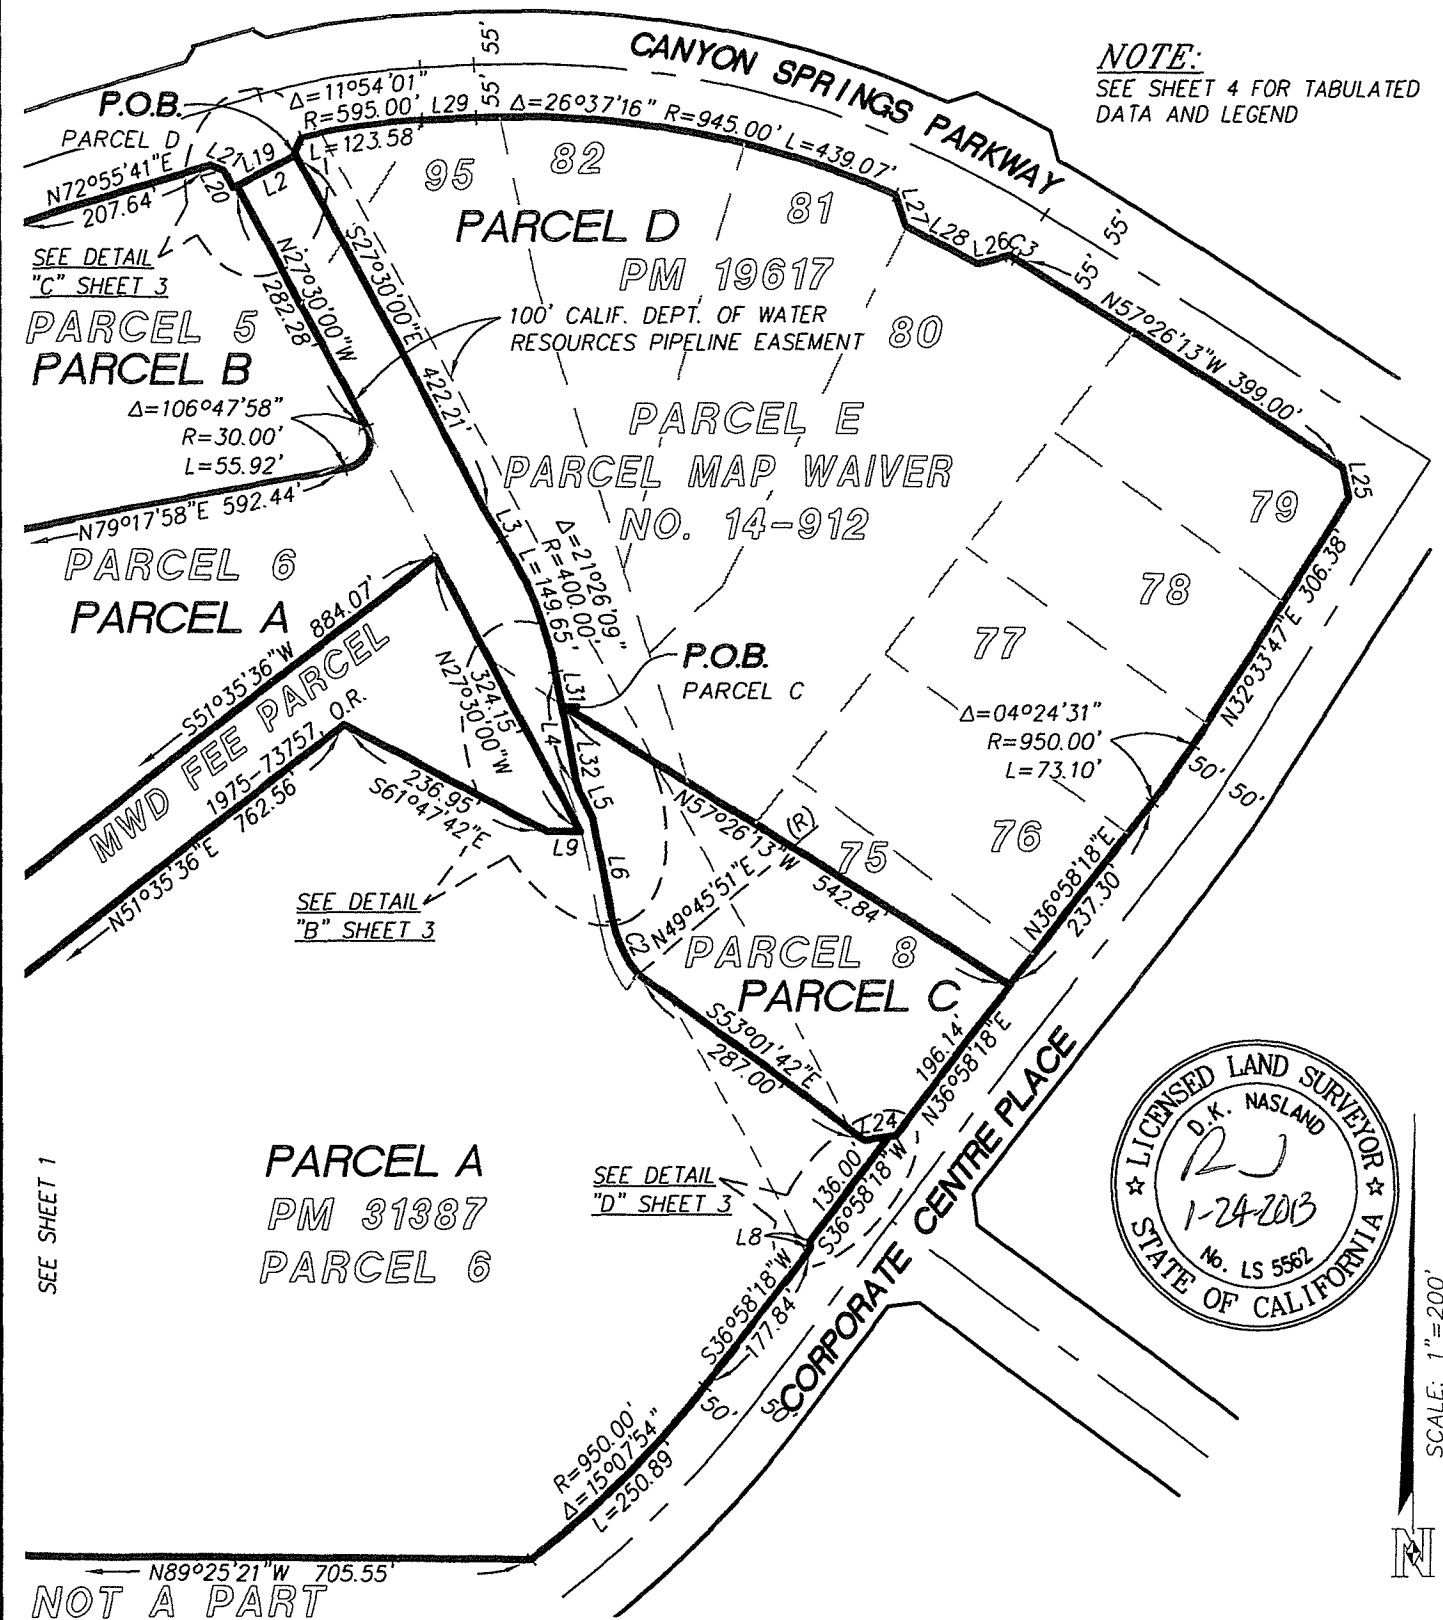 CANYON SPRINGS PARKWAY
55'
55'
NOTE:
SEE SHEET 4 FOR TABULATED
DATA AND LEGEND
P.O.B.
PARCEL D
Δ=11°54'01"
R=595.00'
L=123.58'
L29
Δ=26°37'16" R=945.00' L=439.07'
N72°55'41"E
207.64'
L21
L19
L20
L2
95
82
81
80
PARCEL D
PM 19617
L27
L28
L26
C3
55'
55'
SEE DETAIL
"C" SHEET 3
N27°30'00"W
282.28'
S27°30'00"E
422.21'
100' CALIF. DEPT. OF WATER
RESOURCES PIPELINE EASEMENT
N57°26'13"W 399.00'
PARCEL 5
PARCEL B
Δ=106°47'58"
R=30.00'
L=55.92'
N79°17'58"E 592.44'
PARCEL E
PARCEL MAP WAIVER
NO. 14-912
L25
79
78
77
76
75
L3
Δ=21°26'09"
R=400.00'
L=149.65'
PARCEL 6
PARCEL A
S51°35'36"W 884.07'
MWD FEE PARCEL
1975-73757, O.R.
N51°35'36"E 762.56'
N27°30'00"W
324.15'
236.95'
S61°47'42"E
L31
L4
L32
L5
L6
L9
P.O.B.
PARCEL C
N32°33'47"E 306.38'
Δ=04°24'31"
R=950.00'
L=73.10'
50'
50'
N57°26'13"W
542.84'
N36°58'18"E
237.30'
SEE DETAIL
"B" SHEET 3
C2
N49°45'51"E (R)
PARCEL 8
PARCEL C
S53°01'42"E
287.00'
196.14'
N36°58'18"E
L24
136.00'
S36°58'18"W
CORPORATE CENTRE PLACE
SEE DETAIL
"D" SHEET 3
L8
S36°58'18"W
177.84'
50'
50'
PARCEL A
PM 31387
PARCEL 6
SEE SHEET 1
R=950.00'
Δ=15°07'54"
L=250.89'
N89°25'21"W 705.55'
NOT A PART
LICENSED LAND SURVEYOR
D.K. NASLAND
1-24-2013
No. LS 5562
STATE OF CALIFORNIA
SCALE: 1"=200'
N